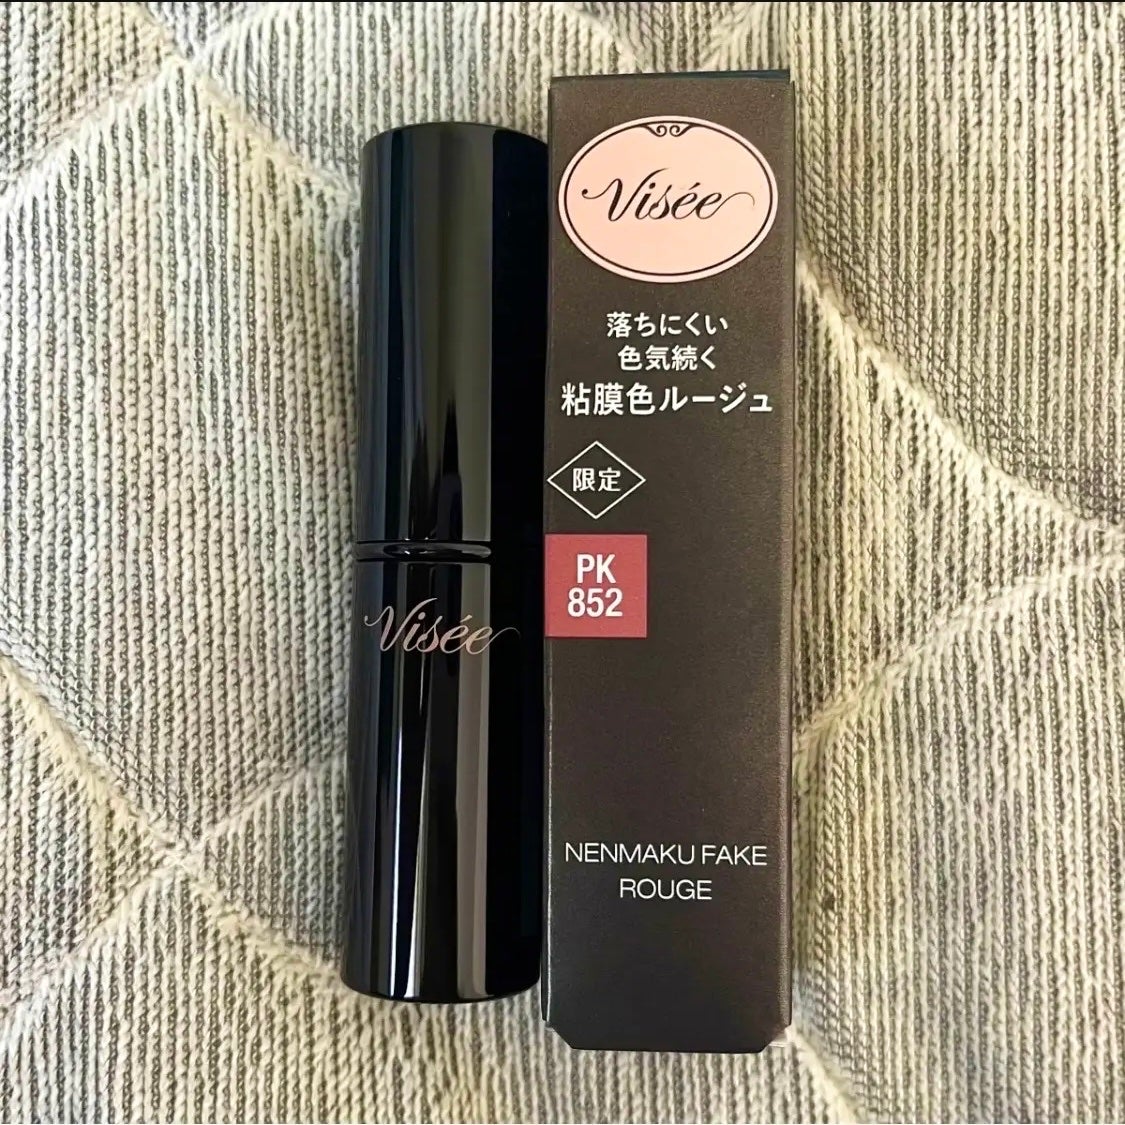 Visée
落ちにくい
色気続く
粘膜色ルージュ
限定
PK
852
Visée
NENMAKU FAKE
ROUGE